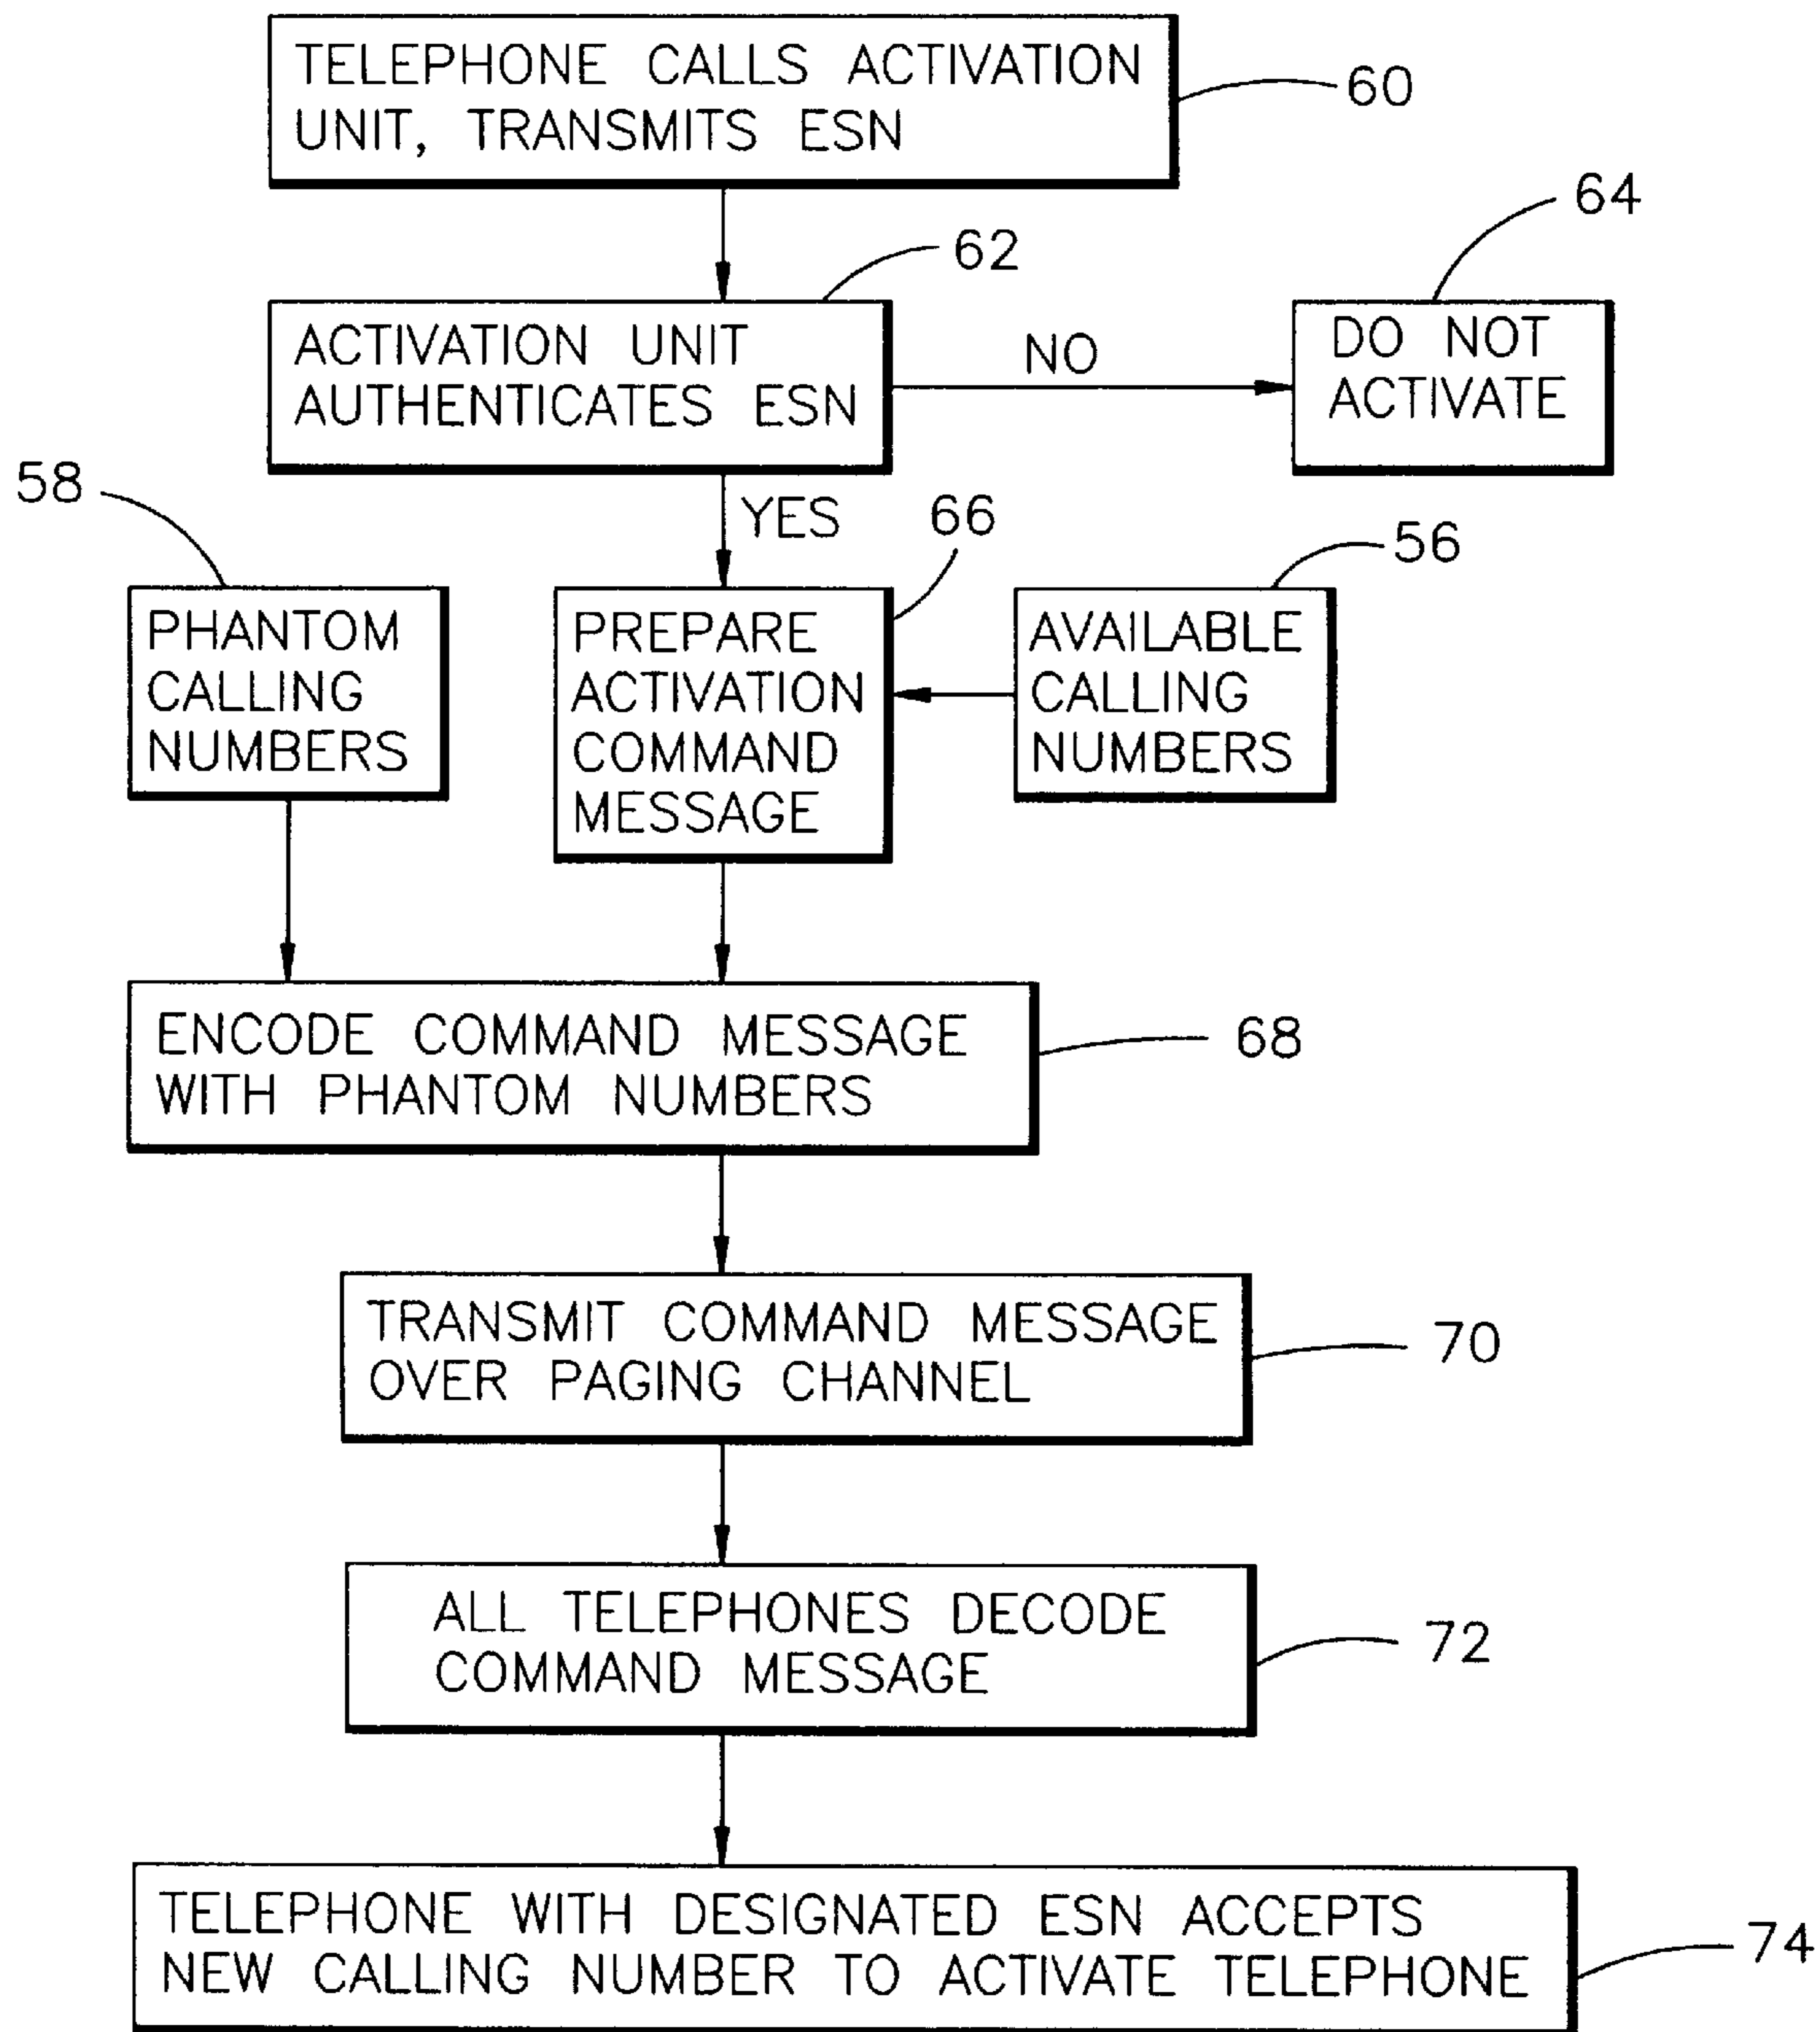 TELEPHONE CALLS ACTIVATION
UNIT, TRANSMITS ESN
60
62
64
ACTIVATION UNIT
AUTHENTICATES ESN
NO
DO NOT
ACTIVATE
YES
58
66
56
PHANTOM
CALLING
NUMBERS
PREPARE
ACTIVATION
COMMAND
MESSAGE
AVAILABLE
CALLING
NUMBERS
ENCODE COMMAND MESSAGE
WITH PHANTOM NUMBERS
68
TRANSMIT COMMAND MESSAGE
OVER PAGING CHANNEL
70
ALL TELEPHONES DECODE
COMMAND MESSAGE
72
TELEPHONE WITH DESIGNATED ESN ACCEPTS
NEW CALLING NUMBER TO ACTIVATE TELEPHONE
74